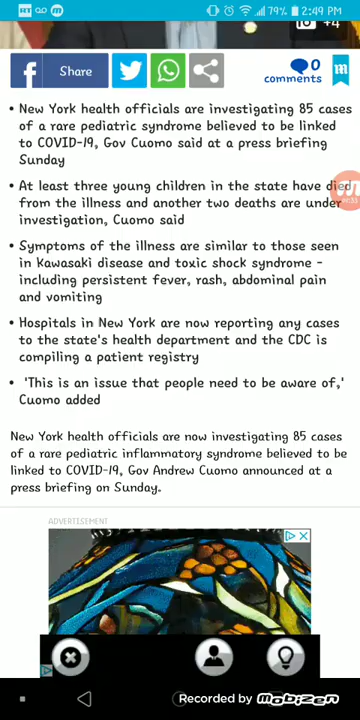 79% 2:49 PM
+4
f Share
0
comments
m
• New York health officials are investigating 85 cases
of a rare pediatric syndrome believed to be linked
to COVID-19, Gov Cuomo said at a press briefing
Sunday
• At least three young children in the state have died
from the illness and another two deaths are under
investigation, Cuomo said
• Symptoms of the illness are similar to those seen
in Kawasaki disease and toxic shock syndrome -
including persistent fever, rash, abdominal pain
and vomiting
• Hospitals in New York are now reporting any cases
to the state's health department and the CDC is
compiling a patient registry
• 'This is an issue that people need to be aware of,'
Cuomo added
New York health officials are now investigating 85 cases
of a rare pediatric inflammatory syndrome believed to be
linked to COVID-19, Gov Andrew Cuomo announced at a
press briefing on Sunday.
ADVERTISEMENT
Recorded by Mobizen